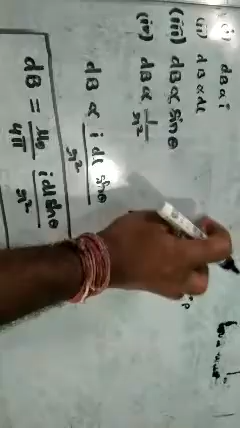 (i) dB α i
(ii) dB α dl
(iii) dB α sinθ
(iv) dB α 1/r²
dB α i dl sinθ / r²
dB = μ₀/4π i dl sinθ / r²